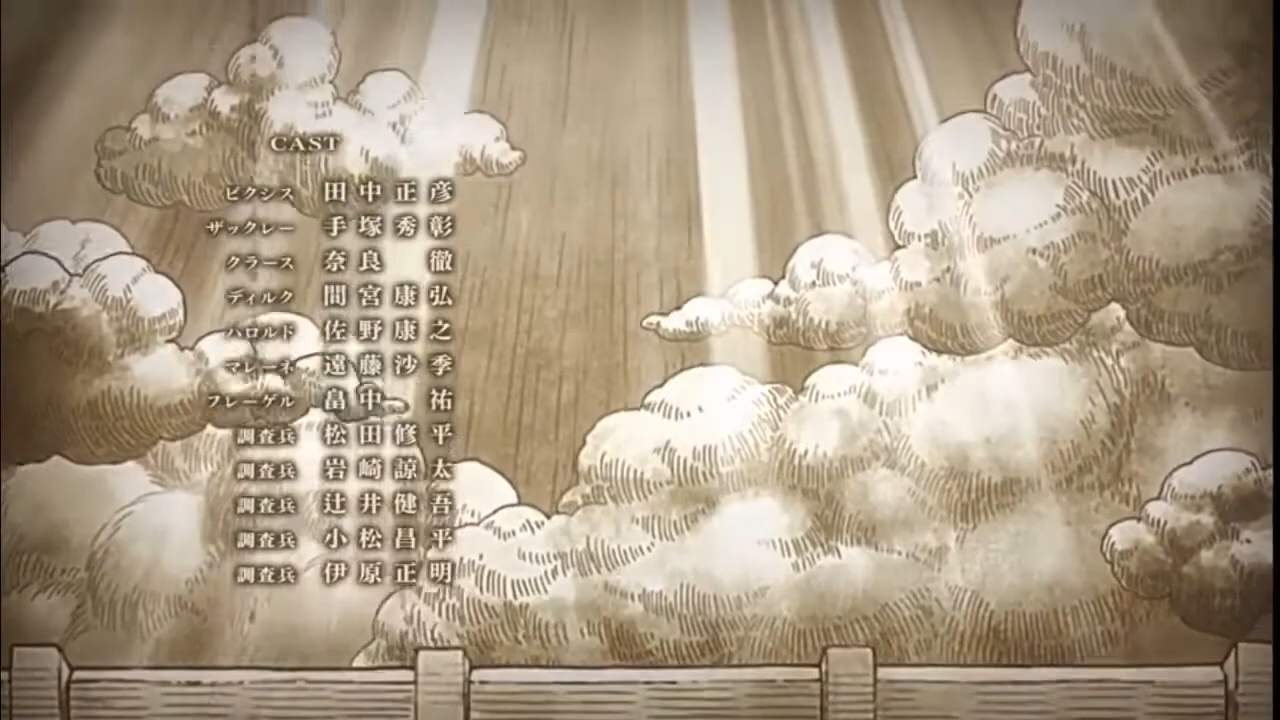 CAST
ピクシス 田中正彦
ザックレー 手塚秀彰
クラース 奈良 徹
ディルク 間宮康弘
ハロルド 佐野康之
マレーネ 遠藤沙季
フレーゲル 畠中 祐
調査兵 松田修平
調査兵 岩崎諒太
調査兵 辻井健吾
調査兵 小松昌平
調査兵 伊原正明